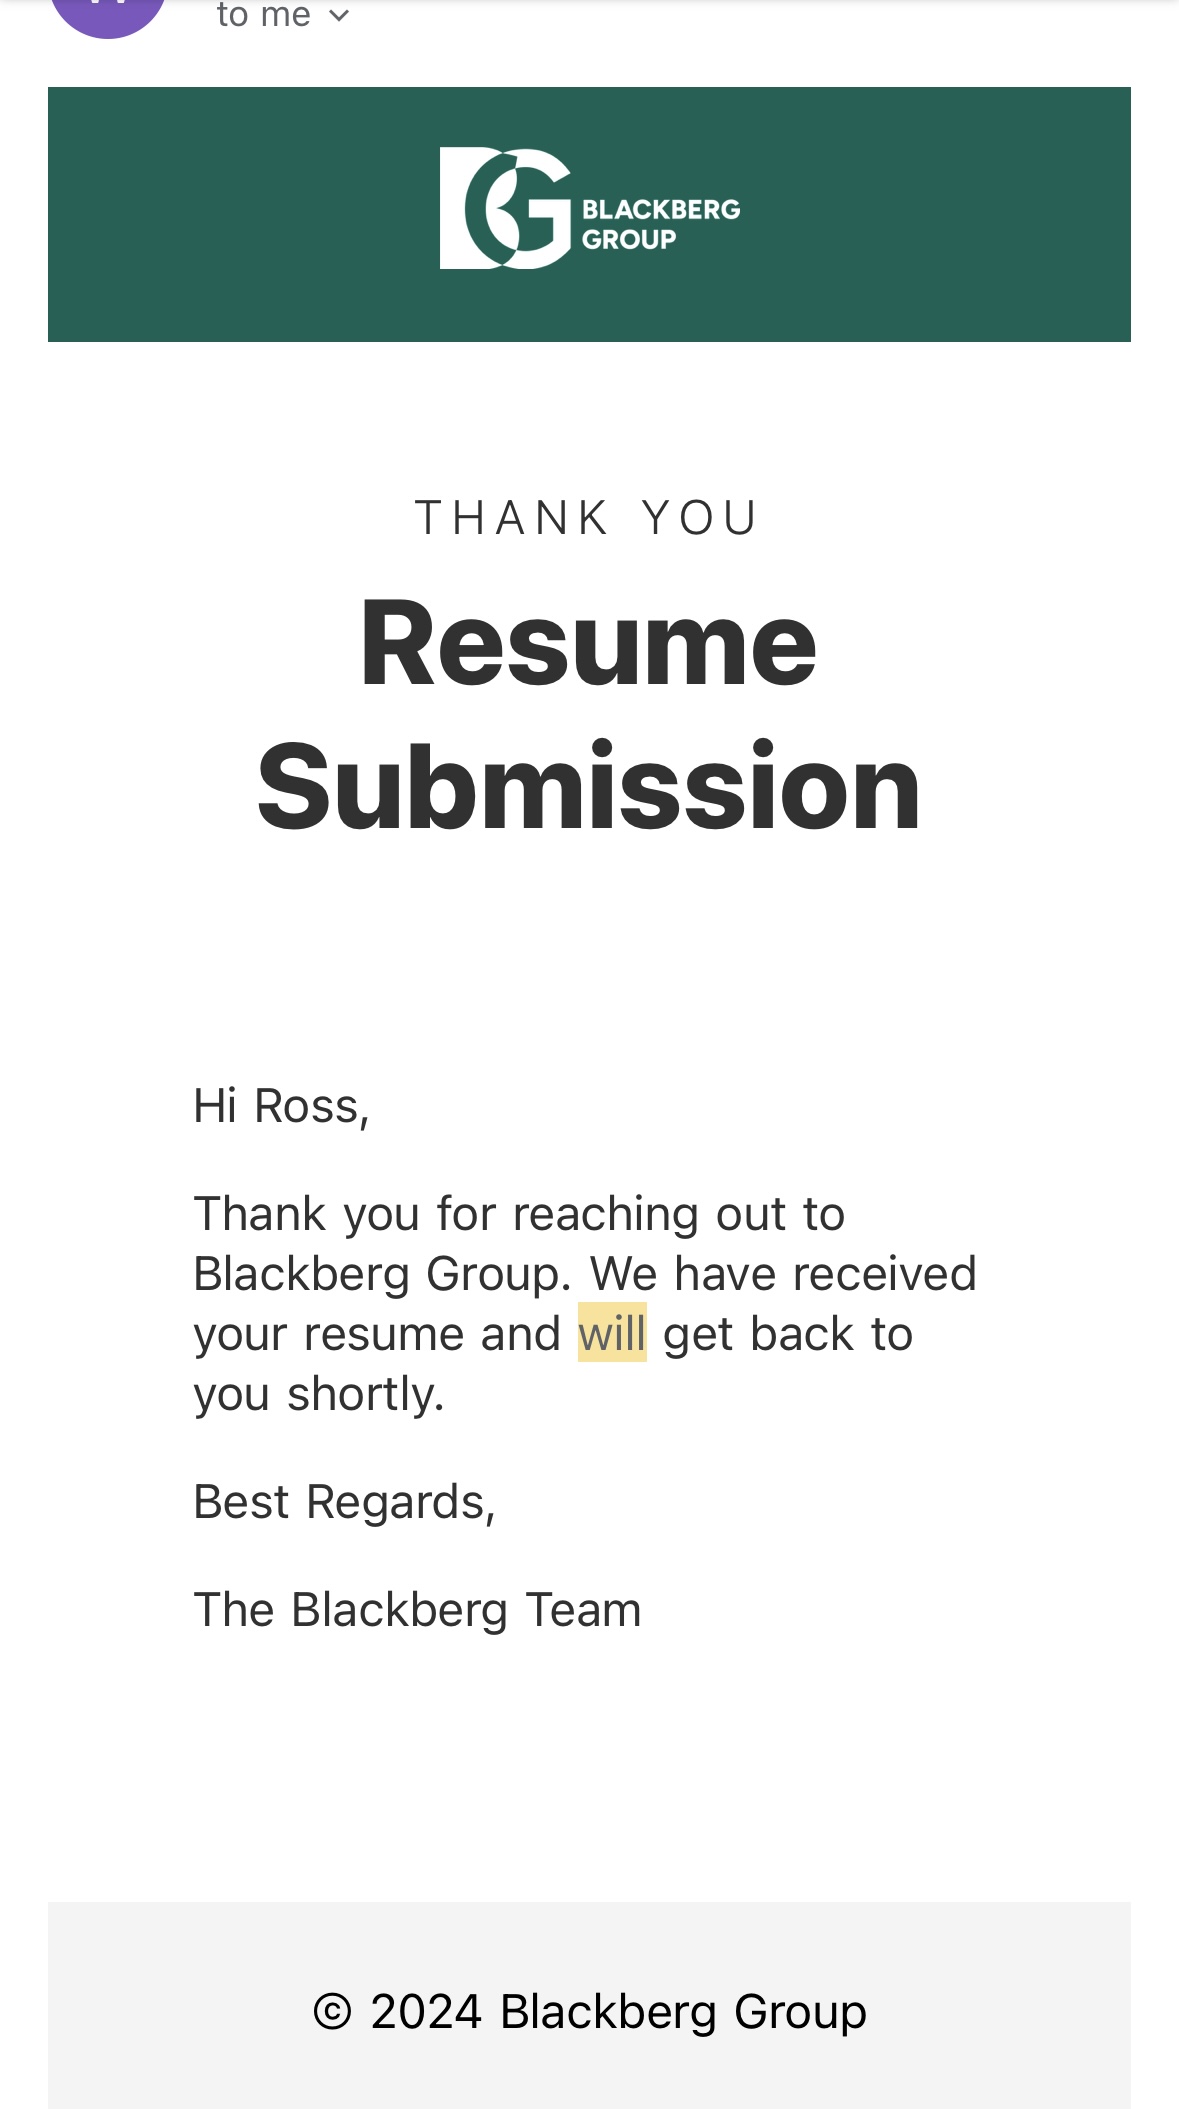 to me
BG BLACKBERG
GROUP
THANK YOU
Resume
Submission
Hi Ross,
Thank you for reaching out to
Blackberg Group. We have received
your resume and will get back to
you shortly.
Best Regards,
The Blackberg Team
© 2024 Blackberg Group